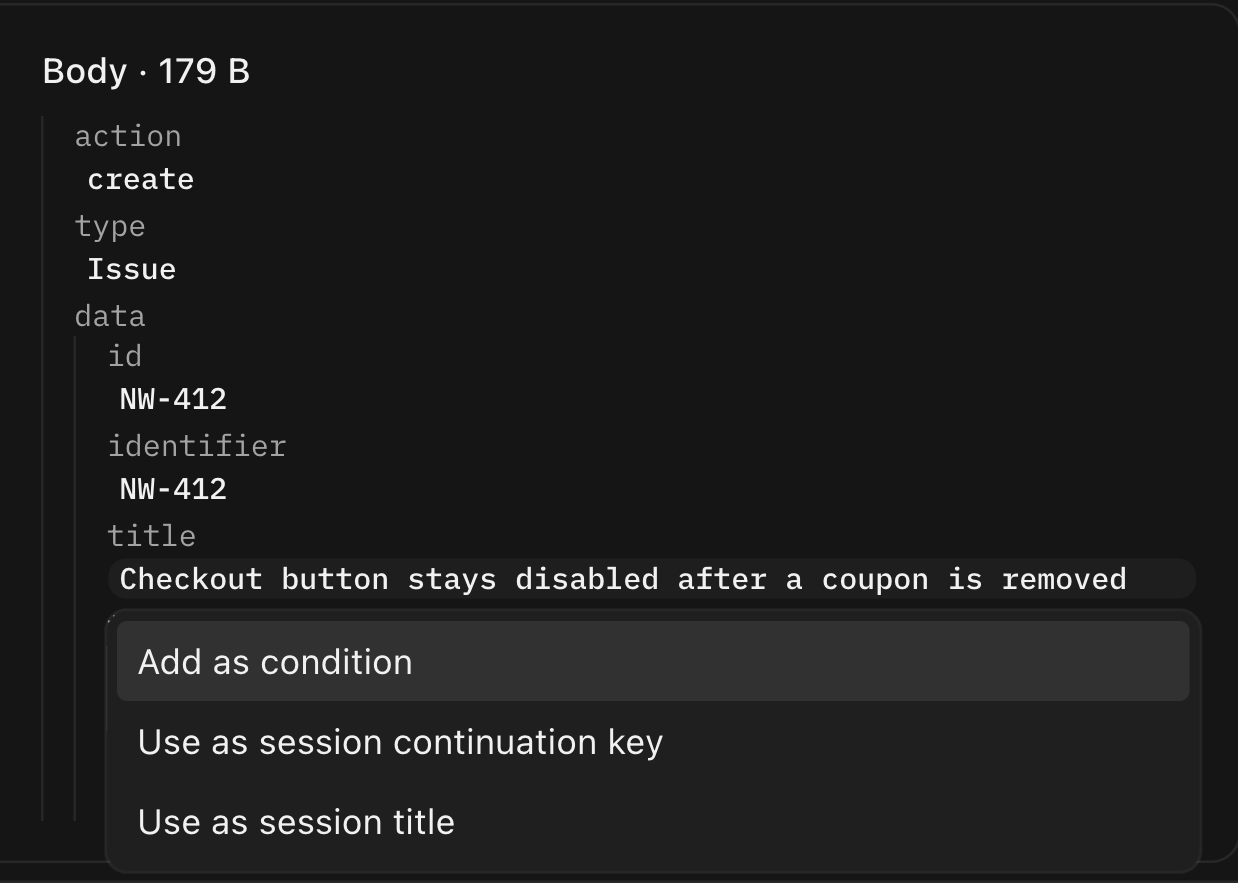 Body · 179 B
action
create
type
Issue
data
id
NW-412
identifier
NW-412
title
Checkout button stays disabled after a coupon is removed
Add as condition
Use as session continuation key
Use as session title